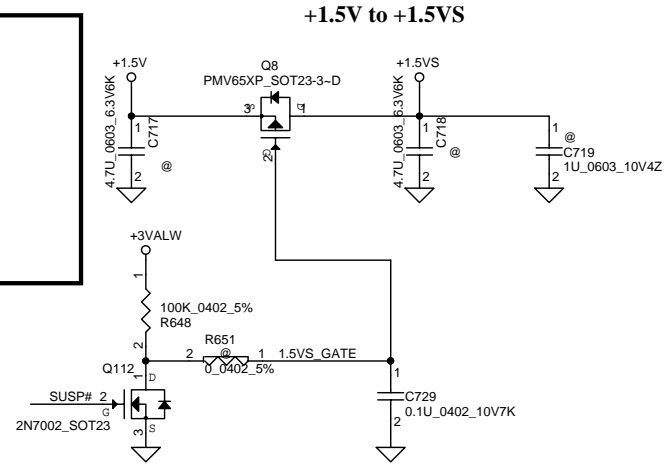 +1.5V to +1.5VS
+1.5V
Q8
PMV65XP_SOT23-3~D
+1.5VS
3
S
D
1
G
2
4.7U_0603_6.3V6K
1
C717
2
@
4.7U_0603_6.3V6K
1
C718
2
@
1
@
C719
1U_0603_10V4Z
2
+3VALW
1
100K_0402_5%
R648
2
R651
2
@
1
1.5VS_GATE
0_0402_5%
Q112
1
D
SUSP#
2
G
3
S
2N7002_SOT23
1
C729
0.1U_0402_10V7K
2